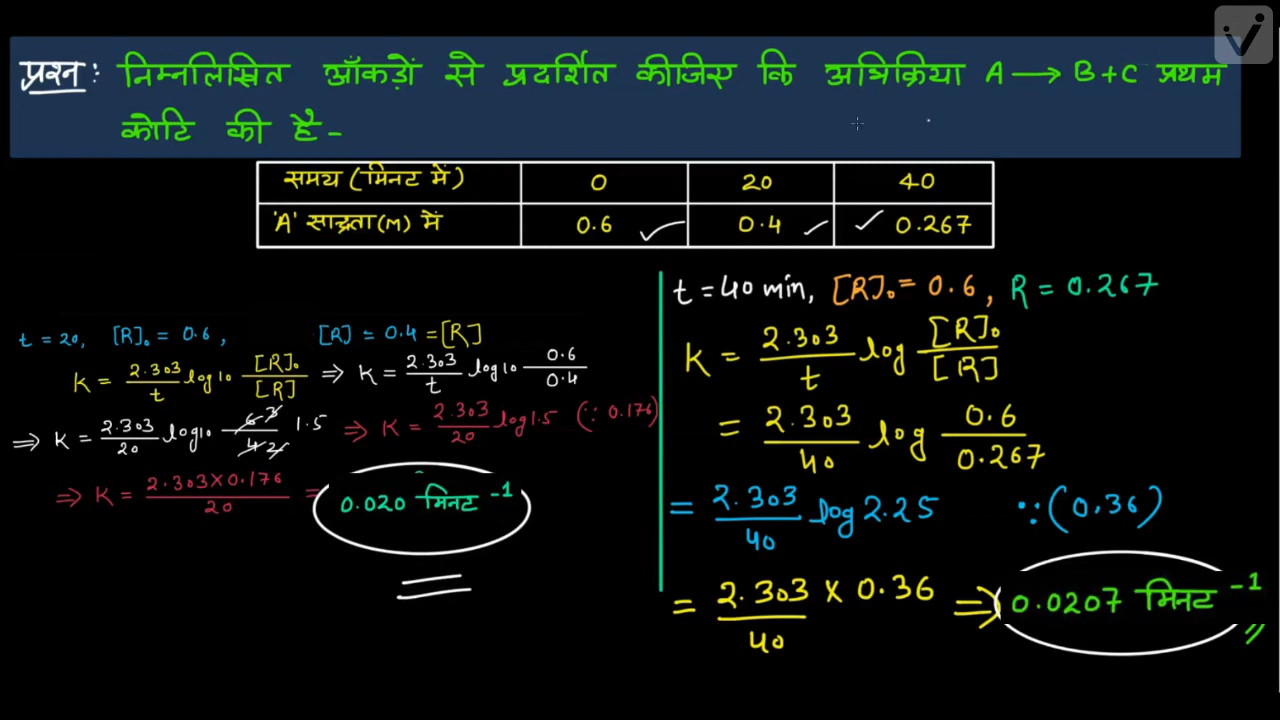 प्रश्न : निम्नलिखित आँकड़ों से प्रदर्शित कीजिए कि अभिक्रिया A → B + C प्रथम
कोटि की है -
समय (मिनट में) 0 20 40
'A' सान्द्रता (M) में 0.6 0.4 0.267
t = 20, [R]₀ = 0.6, [R] = 0.4 = [R]
K = 2.303/t log10 [R]₀/[R] ⇒ K = 2.303/t log10 0.6/0.4
⇒ K = 2.303/20 log10 6 3/4 2 1.5 ⇒ K = 2.303/20 log 1.5 (∵ 0.176)
⇒ K = 2.303 × 0.176/20 = 0.020 मिनट⁻¹
t = 40 min, [R]₀ = 0.6, R = 0.267
K = 2.303/t log [R]₀/[R]
= 2.303/40 log 0.6/0.267
= 2.303/40 log 2.25 ∵ (0.36)
= 2.303/40 × 0.36 ⇒ 0.0207 मिनट⁻¹